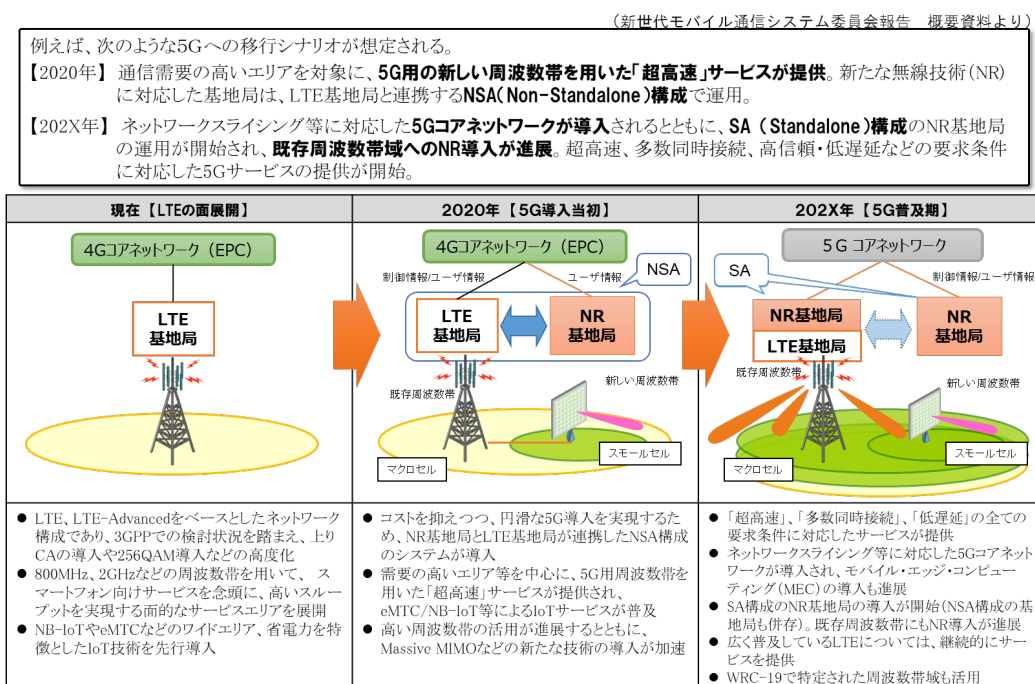 （新世代モバイル通信システム委員会報告　概要資料より）
例えば、次のような5Gへの移行シナリオが想定される。
【2020年】 通信需要の高いエリアを対象に、5G用の新しい周波数帯を用いた「超高速」サービスが提供。新たな無線技術（NR）
に対応した基地局は、LTE基地局と連携するNSA（Non-Standalone）構成で運用。
【202X年】 ネットワークスライシング等に対応した5Gコアネットワークが導入されるとともに、SA （Standalone）構成のNR基地局
の運用が開始され、既存周波数帯域へのNR導入が進展。超高速、多数同時接続、高信頼・低遅延などの要求条件
に対応した5Gサービスの提供が開始。
現在 【LTEの面展開】
4Gコアネットワーク（EPC）
LTE
基地局
● LTE、LTE-Advancedをベースとしたネットワーク
構成であり、3GPPでの検討状況を踏まえ、上り
CAの導入や256QAM導入などの高度化
● 800MHz、2GHzなどの周波数帯を用いて、 ス
マートフォン向けサービスを念頭に、高いスルー
プットを実現する面的なサービスエリアを展開
● NB-IoTやeMTCなどのワイドエリア、省電力を特
徴としたIoT技術を先行導入
2020年 【5G導入当初】
4Gコアネットワーク（EPC）
制御情報/ユーザ情報
ユーザ情報
NSA
LTE
基地局
NR
基地局
既存周波数帯
新しい周波数帯
マクロセル
スモールセル
● コストを抑えつつ、円滑な5G導入を実現するた
め、NR基地局とLTE基地局が連携したNSA構成
のシステムが導入
● 需要の高いエリア等を中心に、5G用周波数帯を
用いた「超高速」サービスが提供され、
eMTC/NB-IoT等によるIoTサービスが普及
● 高い周波数帯の活用が進展するとともに、
Massive MIMOなどの新たな技術の導入が加速
202X年 【5G普及期】
5G コアネットワーク
SA
制御情報/ユーザ情報
NR基地局
LTE基地局
NR
基地局
既存周波数帯
新しい周波数帯
マクロセル
スモールセル
● 「超高速」、「多数同時接続」、「低遅延」の全ての
要求条件に対応したサービスが提供
● ネットワークスライシング等に対応した5Gコアネット
ワークが導入され、モバイル・エッジ・コンピュー
ティング（MEC）の導入も進展
● SA構成のNR基地局の導入が開始（NSA構成の基
地局も併存）。既存周波数帯にもNR導入が進展
● 広く普及しているLTEについては、継続的にサー
ビスを提供
● WRC-19で特定された周波数帯域も活用